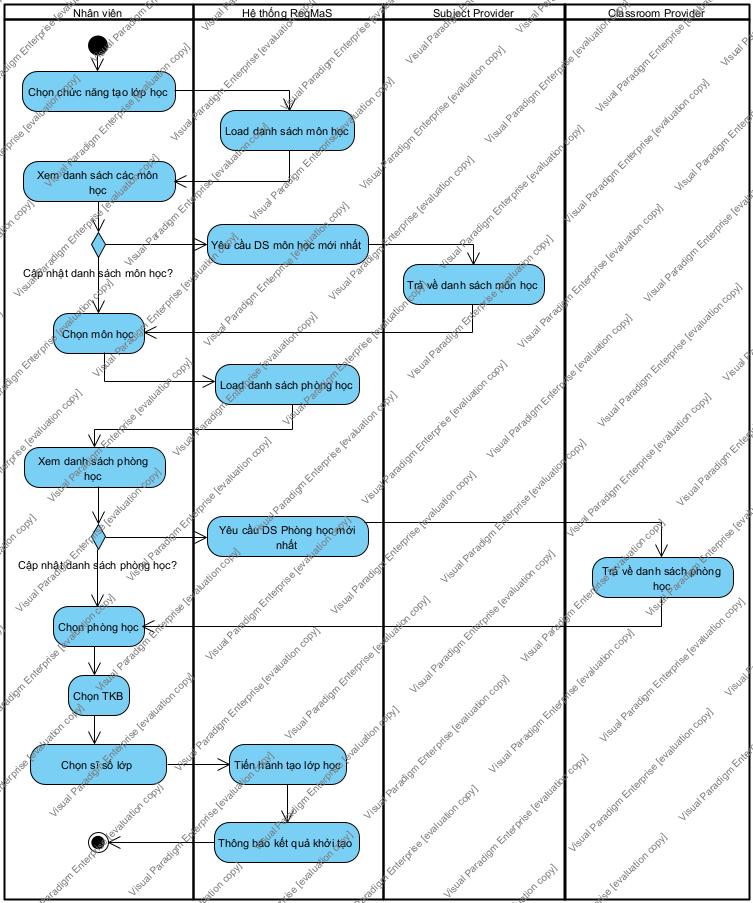 Nhân viên
Hệ thống ReqMaS
Subject Provider
Classroom Provider
Chọn chức năng tạo lớp học
Load danh sách môn học
Xem danh sách các môn
học
Yêu cầu DS môn học mới nhất
Cập nhật danh sách môn học?
Trả về danh sách môn học
Chọn môn học
Load danh sách phòng học
Xem danh sách phòng
học
Yêu cầu DS Phòng học mới
nhất
Cập nhật danh sách phòng học?
Trả về danh sách phòng
học
Chọn phòng học
Chọn TKB
Chọn sĩ số lớp
Tiến hành tạo lớp học
Thông báo kết quả khởi tạo
Visual Paradigm Enterprise [evaluation copy]